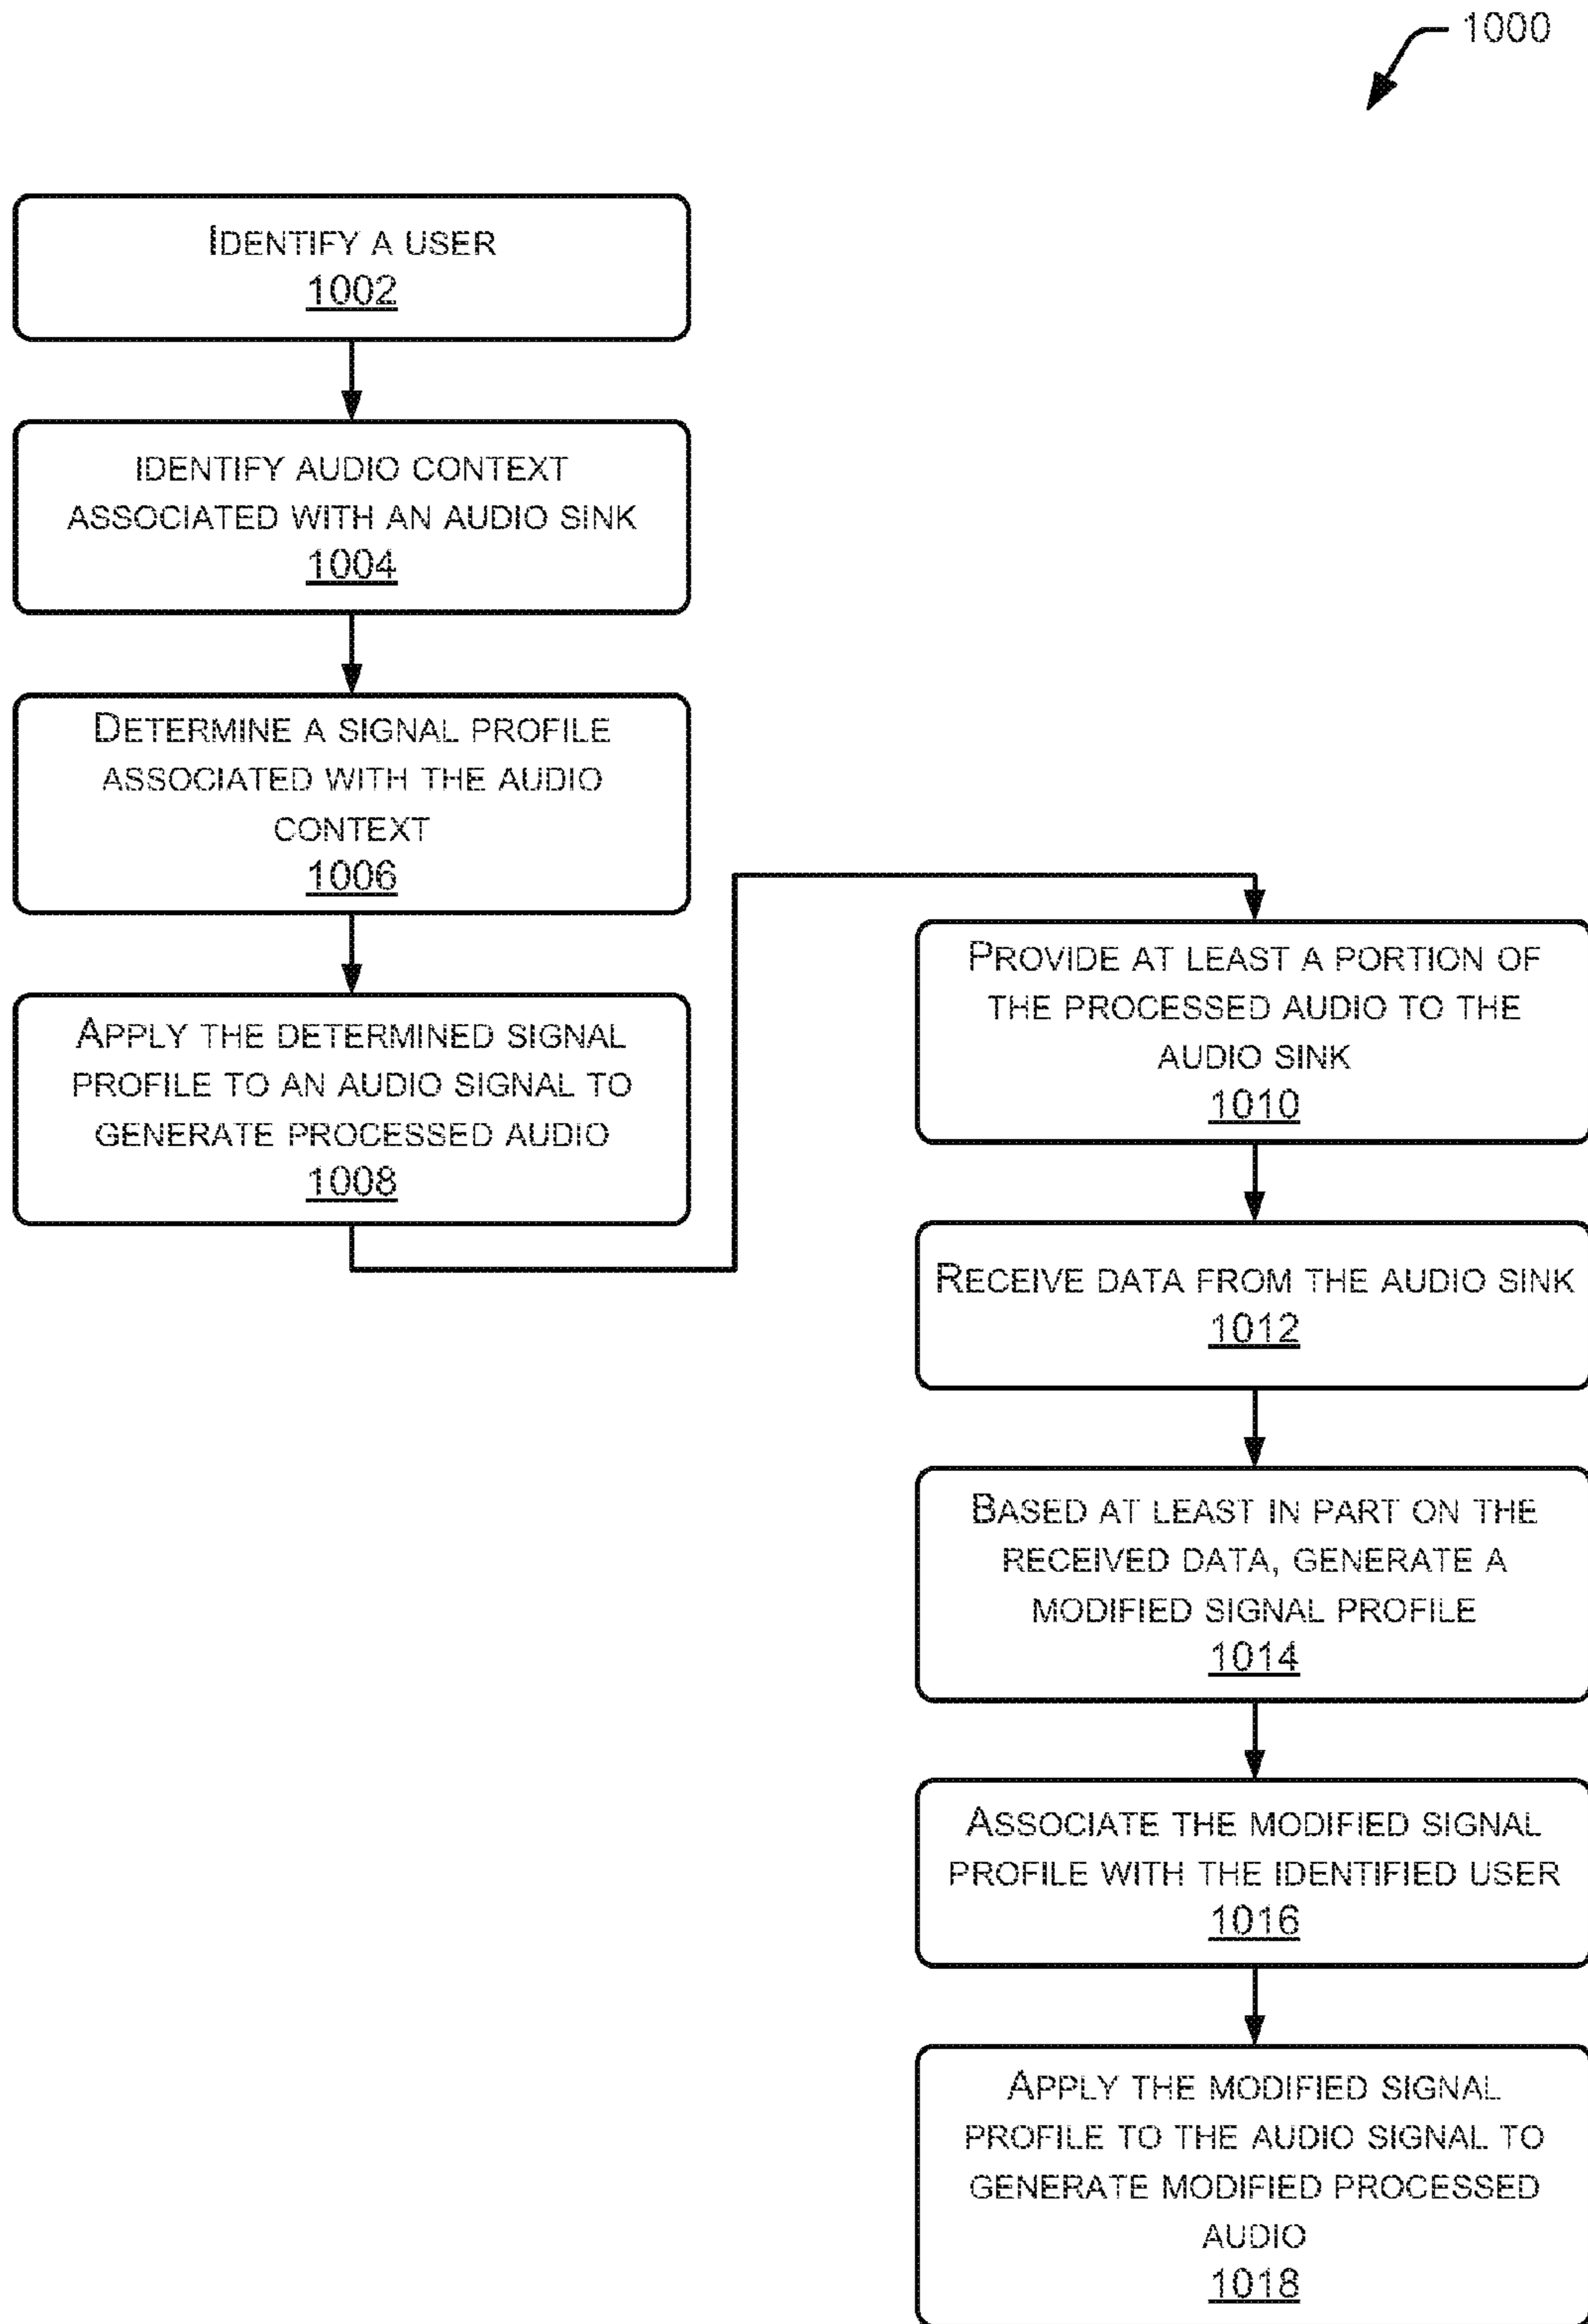 1000
IDENTIFY A USER
1002
IDENTIFY AUDIO CONTEXT
ASSOCIATED WITH AN AUDIO SINK
1004
DETERMINE A SIGNAL PROFILE
ASSOCIATED WITH THE AUDIO
CONTEXT
1006
APPLY THE DETERMINED SIGNAL
PROFILE TO AN AUDIO SIGNAL TO
GENERATE PROCESSED AUDIO
1008
PROVIDE AT LEAST A PORTION OF
THE PROCESSED AUDIO TO THE
AUDIO SINK
1010
RECEIVE DATA FROM THE AUDIO SINK
1012
BASED AT LEAST IN PART ON THE
RECEIVED DATA, GENERATE A
MODIFIED SIGNAL PROFILE
1014
ASSOCIATE THE MODIFIED SIGNAL
PROFILE WITH THE IDENTIFIED USER
1016
APPLY THE MODIFIED SIGNAL
PROFILE TO THE AUDIO SIGNAL TO
GENERATE MODIFIED PROCESSED
AUDIO
1018